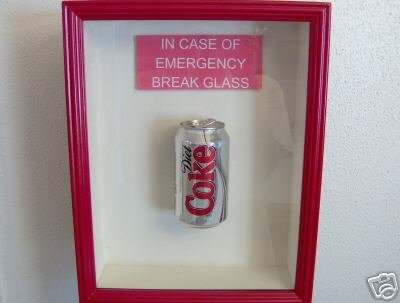 IN CASE OF
EMERGENCY
BREAK GLASS
Diet
Coke